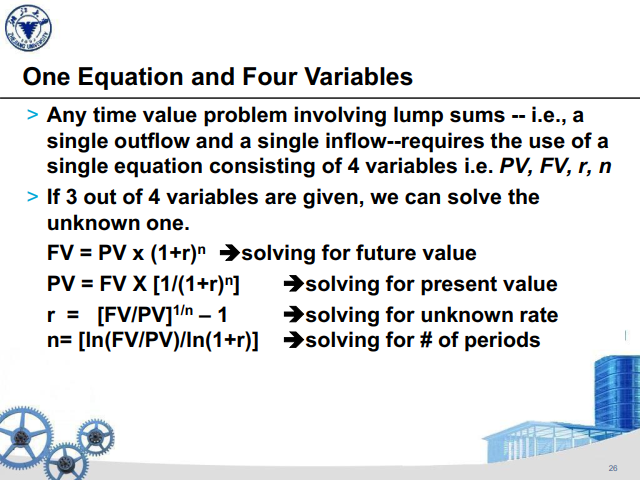 ZHEJIANG UNIVERSITY
One Equation and Four Variables
> Any time value problem involving lump sums -- i.e., a
single outflow and a single inflow--requires the use of a
single equation consisting of 4 variables i.e. PV, FV, r, n
> If 3 out of 4 variables are given, we can solve the
unknown one.
FV = PV x (1+r)ⁿ 🡺solving for future value
PV = FV X [1/(1+r)ⁿ] 🡺solving for present value
r = [FV/PV]¹/ⁿ – 1 🡺solving for unknown rate
n= [ln(FV/PV)/ln(1+r)] 🡺solving for # of periods
26